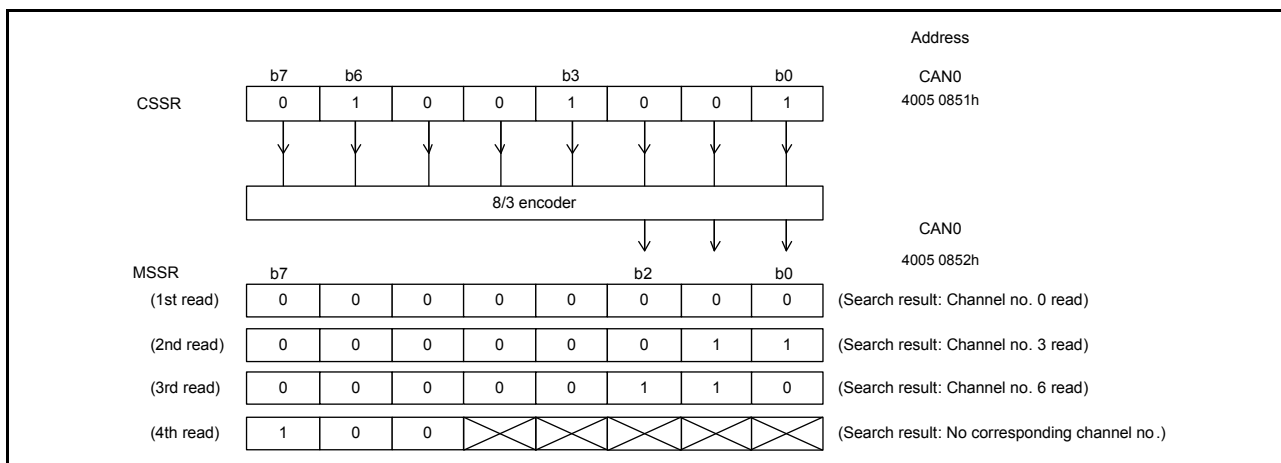 Address
b7 b6 b3 b0 CAN0
CSSR 0 1 0 0 1 0 0 1 4005 0851h
8/3 encoder
CAN0
4005 0852h
MSSR b7 b2 b0
(1st read) 0 0 0 0 0 0 0 0 (Search result: Channel no. 0 read)
(2nd read) 0 0 0 0 0 0 1 1 (Search result: Channel no. 3 read)
(3rd read) 0 0 0 0 0 1 1 0 (Search result: Channel no. 6 read)
(4th read) 1 0 0 (Search result: No corresponding channel no.)